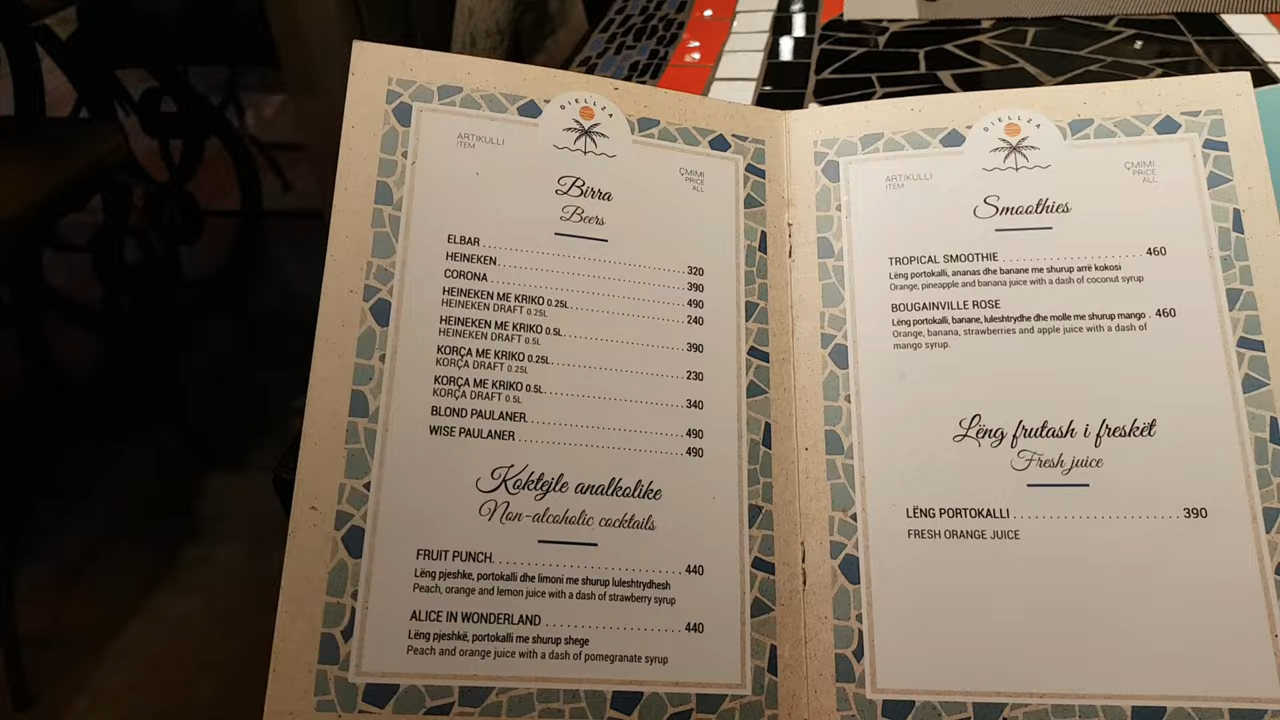 DIELLZA
ARTIKULLI
ITEM
ÇMIMI
PRICE
ALL
Birra
Beers
ELBAR 320
HEINEKEN 390
CORONA 490
HEINEKEN ME KRIKO 0.25L 240
HEINEKEN DRAFT 0.25L
HEINEKEN ME KRIKO 0.5L 390
HEINEKEN DRAFT 0.5L
KORÇA ME KRIKO 0.25L 230
KORÇA DRAFT 0.25L
KORÇA ME KRIKO 0.5L 340
KORÇA DRAFT 0.5L
BLOND PAULANER 490
WISE PAULANER 490
Koktejle analkolike
Non-alcoholic cocktails
FRUIT PUNCH 440
Lëng pjeshke, portokalli dhe limoni me shurup luleshtrydhesh
Peach, orange and lemon juice with a dash of strawberry syrup
ALICE IN WONDERLAND 440
Lëng pjeshkë, portokalli me shurup shege
Peach and orange juice with a dash of pomegranate syrup
DIELLZA
ARTIKULLI
ITEM
ÇMIMI
PRICE
ALL
Smoothies
TROPICAL SMOOTHIE 460
Lëng portokalli, ananas dhe banane me shurup arrë kokosi
Orange, pineapple and banana juice with a dash of coconut syrup
BOUGAINVILLE ROSE
Lëng portokalli, banane, luleshtrydhe dhe molle me shurup mango . 460
Orange, banana, strawberries and apple juice with a dash of
mango syrup.
Lëng frutash i freskët
Fresh juice
LËNG PORTOKALLI 390
FRESH ORANGE JUICE